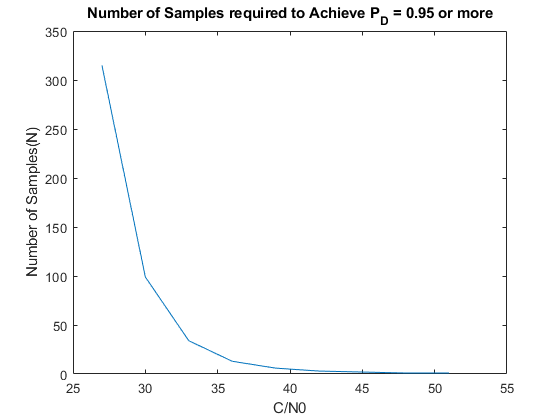 Number of Samples required to Achieve P_D = 0.95 or more
350
300
250
200
150
100
50
0
Number of Samples(N)
25 30 35 40 45 50 55
C/N0